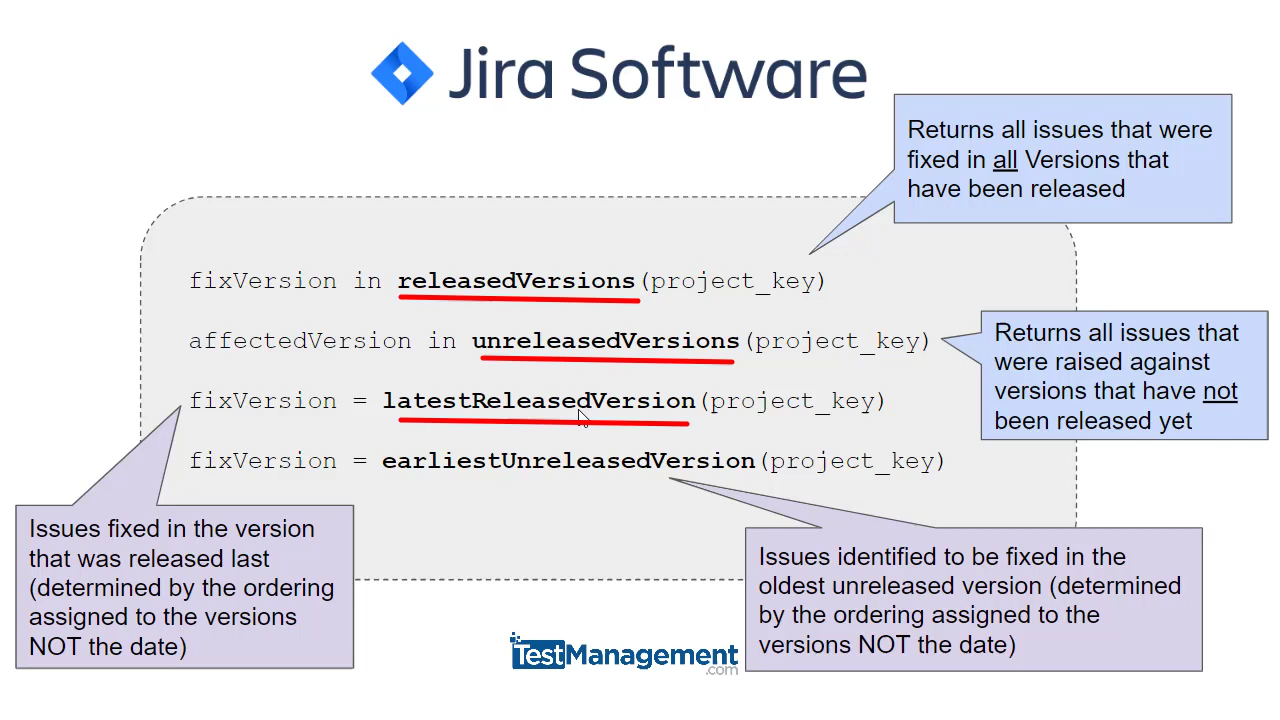 Jira Software
Returns all issues that were
fixed in all Versions that
have been released
fixVersion in releasedVersions(project_key)
affectedVersion in unreleasedVersions(project_key)
Returns all issues that
were raised against
versions that have not
been released yet
fixVersion = latestReleasedVersion(project_key)
fixVersion = earliestUnreleasedVersion(project_key)
Issues fixed in the version
that was released last
(determined by the ordering
assigned to the versions
NOT the date)
Issues identified to be fixed in the
oldest unreleased version (determined
by the ordering assigned to the
versions NOT the date)
TestManagement
.com